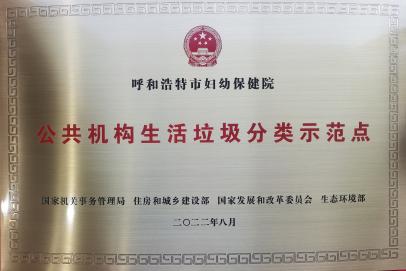 呼和浩特市妇幼保健院
公共机构生活垃圾分类示范点
国家机关事务管理局 住房和城乡建设部 国家发展和改革委员会 生态环境部
二〇二二年八月